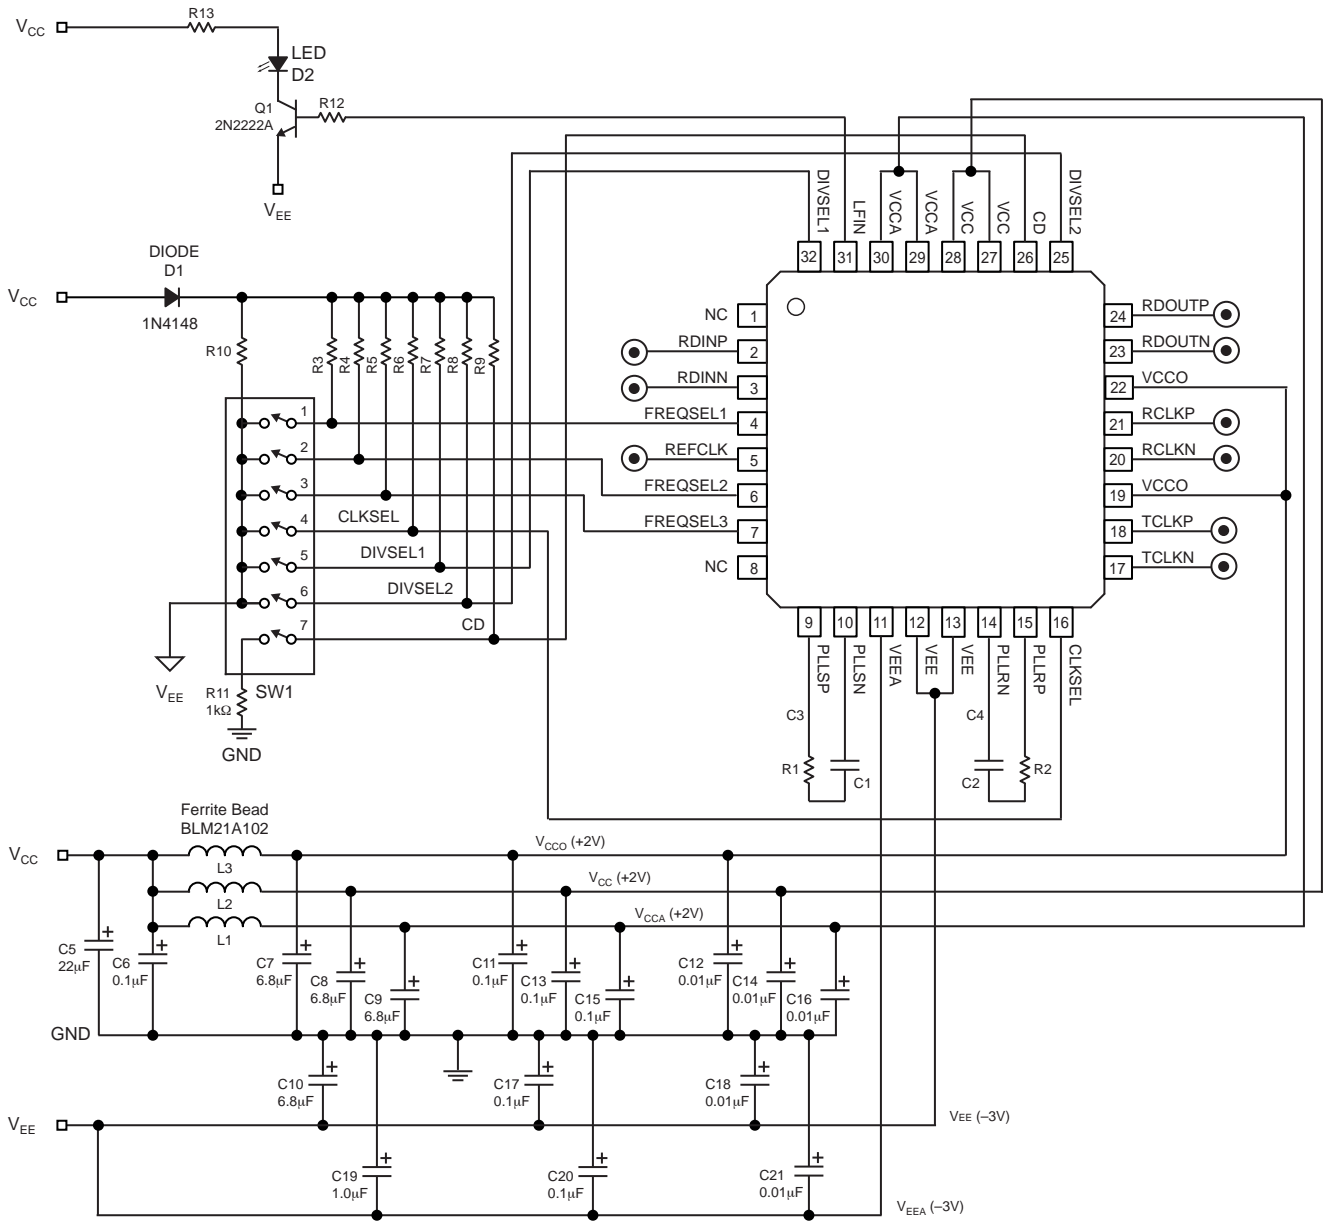 VCC
R13
LED
D2
Q1
2N2222A
R12
VEE
DIODE
D1
VCC
1N4148
R10
R3
R4
R5
R6
R7
R8
R9
1
2
3
4
5
6
7
CLKSEL
DIVSEL1
DIVSEL2
CD
VEE
SW1
R11
1kΩ
GND
DIVSEL1
LFIN
VCCA
VCCA
VCC
VCC
CD
DIVSEL2
32
31
30
29
28
27
26
25
NC 1
RDINP 2
RDINN 3
FREQSEL1 4
REFCLK 5
FREQSEL2 6
FREQSEL3 7
NC 8
24 RDOUTP
23 RDOUTN
22 VCCO
21 RCLKP
20 RCLKN
19 VCCO
18 TCLKP
17 TCLKN
9
10
11
12
13
14
15
16
PLLSP
PLLSN
VEEA
VEE
VEE
PLLRN
PLLRP
CLKSEL
C3
C4
R1
C1
C2
R2
Ferrite Bead
BLM21A102
VCC
L3
L2
L1
VCCO (+2V)
VCC (+2V)
VCCA (+2V)
C5
22µF
C6
0.1µF
C7
6.8µF
C8
6.8µF
C9
6.8µF
C11
0.1µF
C13
0.1µF
C15
0.1µF
C12
0.01µF
C14
0.01µF
C16
0.01µF
GND
C10
6.8µF
C17
0.1µF
C18
0.01µF
VEE
VEE (–3V)
C19
1.0µF
C20
0.1µF
C21
0.01µF
VEEA (–3V)